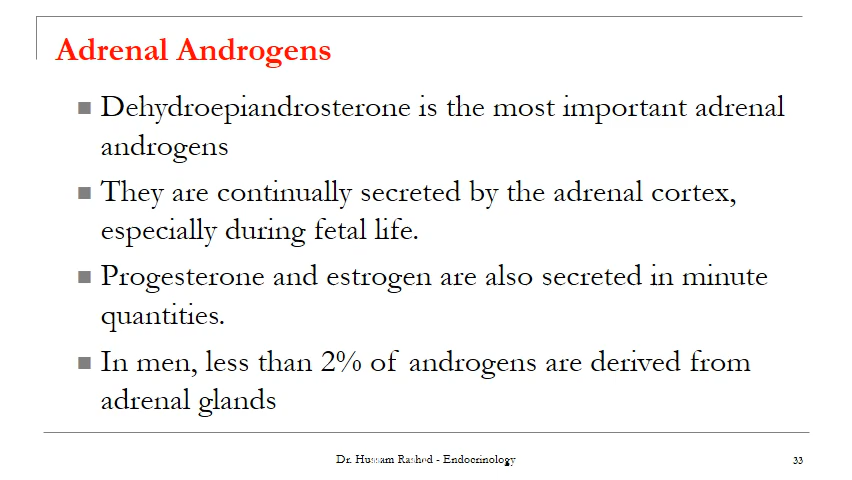 Adrenal Androgens
Dehydroepiandrosterone is the most important adrenal
androgens
They are continually secreted by the adrenal cortex,
especially during fetal life.
Progesterone and estrogen are also secreted in minute
quantities.
In men, less than 2% of androgens are derived from
adrenal glands
Dr. Hussam Rashed - Endocrinology
33